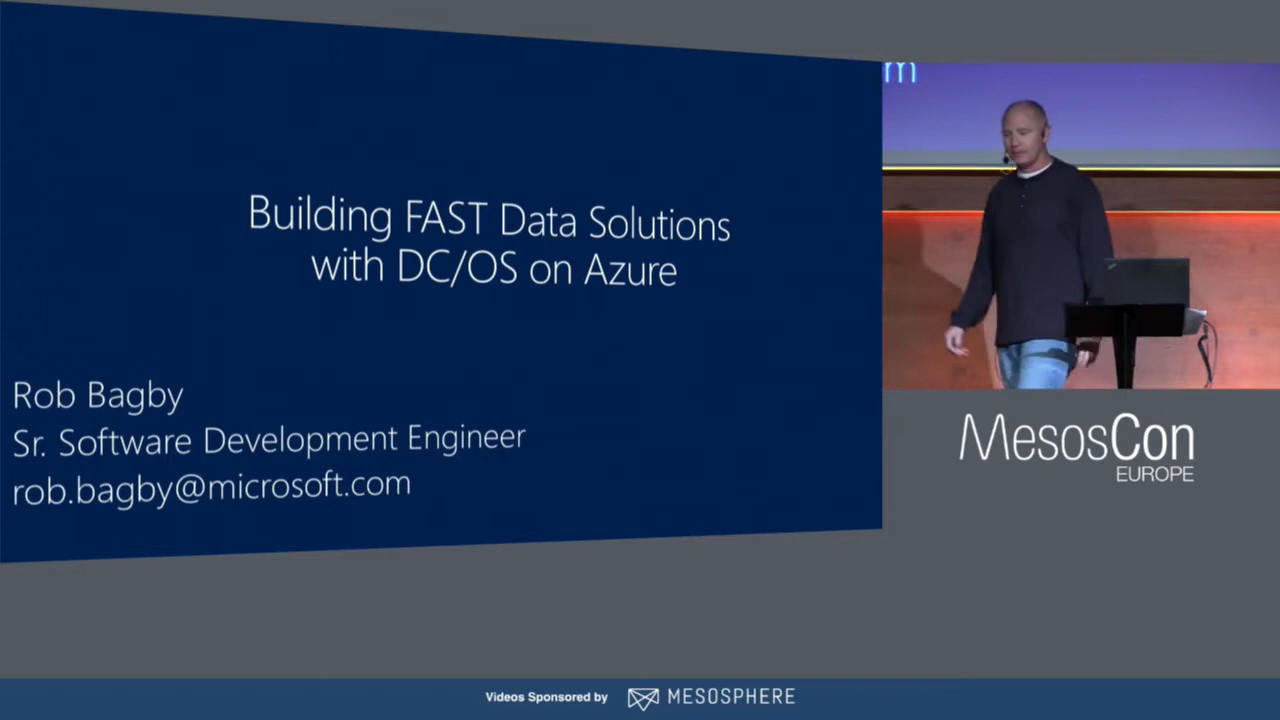 Building FAST Data Solutions
with DC/OS on Azure
Rob Bagby
Sr. Software Development Engineer
rob.bagby@microsoft.com
m
MesosCon
EUROPE
Videos Sponsored by MESOSPHERE